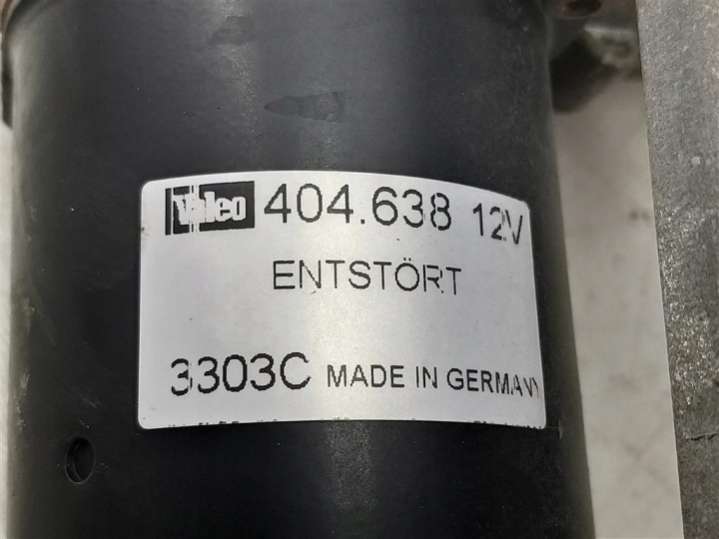 Valeo 404.638 12V
ENTSTÖRT
3303C MADE IN GERMANY